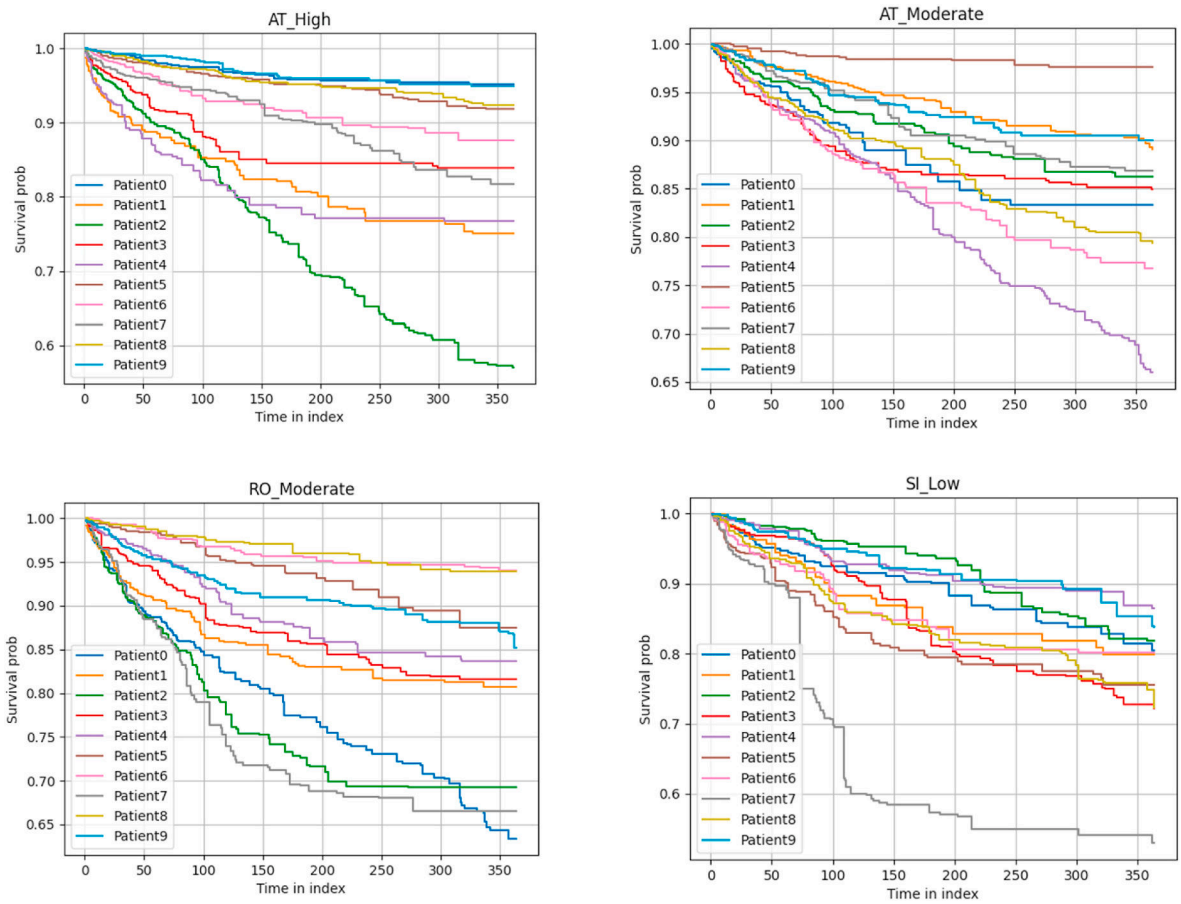 AT_High
Survival prob
1.0
0.9
0.8
0.7
0.6
Patient0
Patient1
Patient2
Patient3
Patient4
Patient5
Patient6
Patient7
Patient8
Patient9
0 50 100 150 200 250 300 350
Time in index
AT_Moderate
Survival prob
1.00
0.95
0.90
0.85
0.80
0.75
0.70
0.65
Patient0
Patient1
Patient2
Patient3
Patient4
Patient5
Patient6
Patient7
Patient8
Patient9
0 50 100 150 200 250 300 350
Time in index
RO_Moderate
Survival prob
1.00
0.95
0.90
0.85
0.80
0.75
0.70
0.65
Patient0
Patient1
Patient2
Patient3
Patient4
Patient5
Patient6
Patient7
Patient8
Patient9
0 50 100 150 200 250 300 350
Time in index
SI_Low
Survival prob
1.0
0.9
0.8
0.7
0.6
Patient0
Patient1
Patient2
Patient3
Patient4
Patient5
Patient6
Patient7
Patient8
Patient9
0 50 100 150 200 250 300 350
Time in index